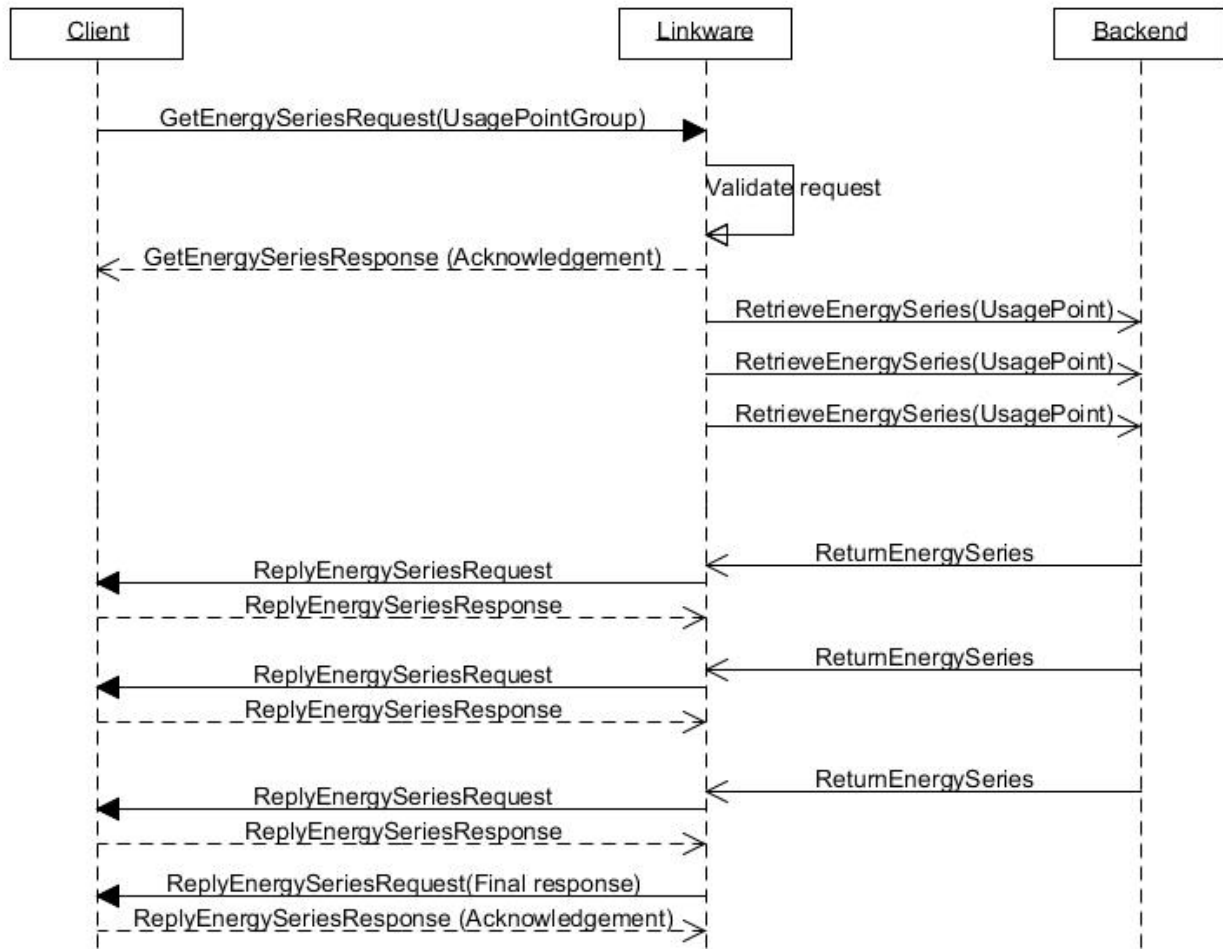 Client
Linkware
Backend
GetEnergySeriesRequest(UsagePointGroup)
Validate request
GetEnergySeriesResponse (Acknowledgement)
RetrieveEnergySeries(UsagePoint)
RetrieveEnergySeries(UsagePoint)
RetrieveEnergySeries(UsagePoint)
ReturnEnergySeries
ReplyEnergySeriesRequest
ReplyEnergySeriesResponse
ReturnEnergySeries
ReplyEnergySeriesRequest
ReplyEnergySeriesResponse
ReturnEnergySeries
ReplyEnergySeriesRequest
ReplyEnergySeriesResponse
ReplyEnergySeriesRequest(Final response)
ReplyEnergySeriesResponse (Acknowledgement)